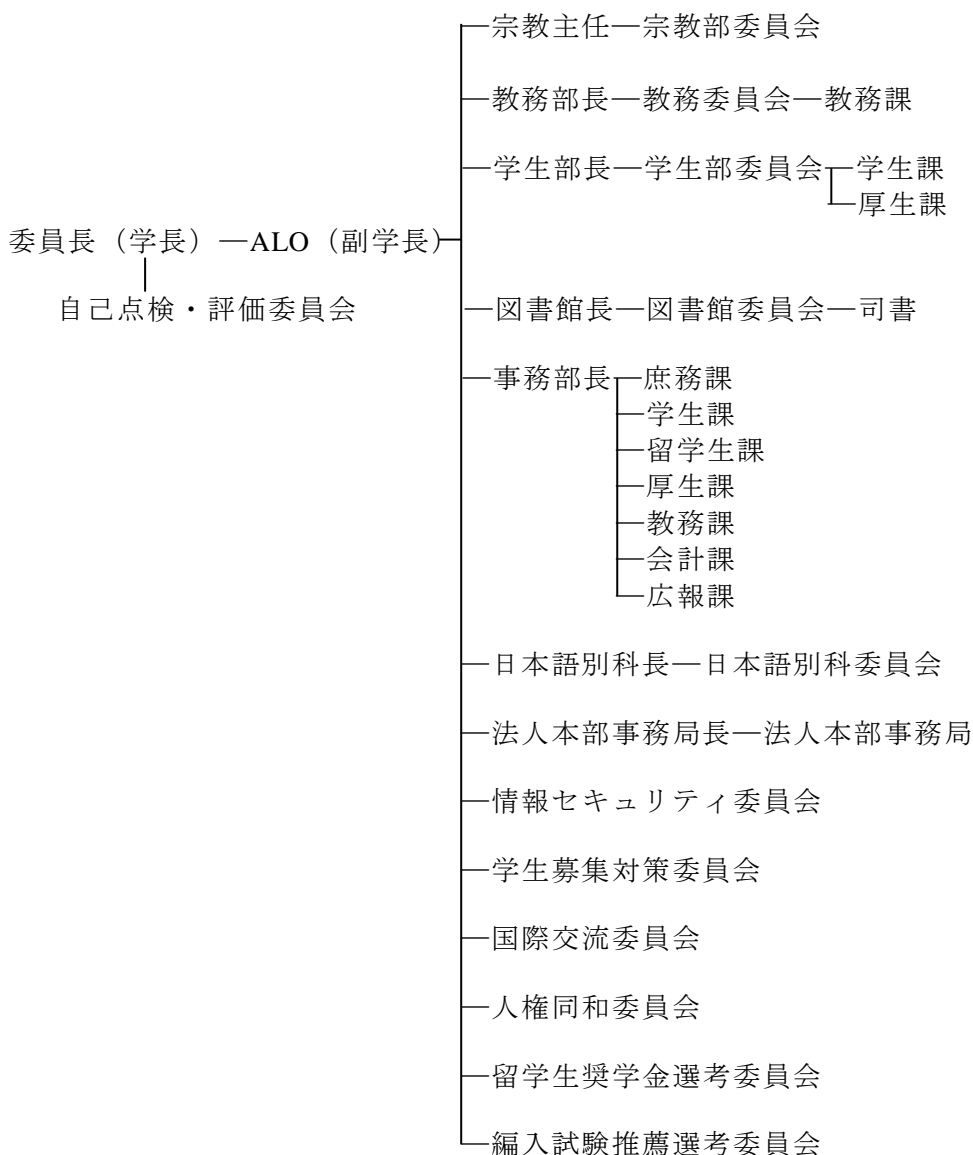 宗教主任―宗教部委員会
教務部長―教務委員会―教務課
学生部長―学生部委員会―学生課
厚生課
委員長（学長）―ALO（副学長）
自己点検・評価委員会
図書館長―図書館委員会―司書
事務部長―庶務課
学生課
留学生課
厚生課
教務課
会計課
広報課
日本語別科長―日本語別科委員会
法人本部事務局長―法人本部事務局
情報セキュリティ委員会
学生募集対策委員会
国際交流委員会
人権同和委員会
留学生奨学金選考委員会
編入試験推薦選考委員会